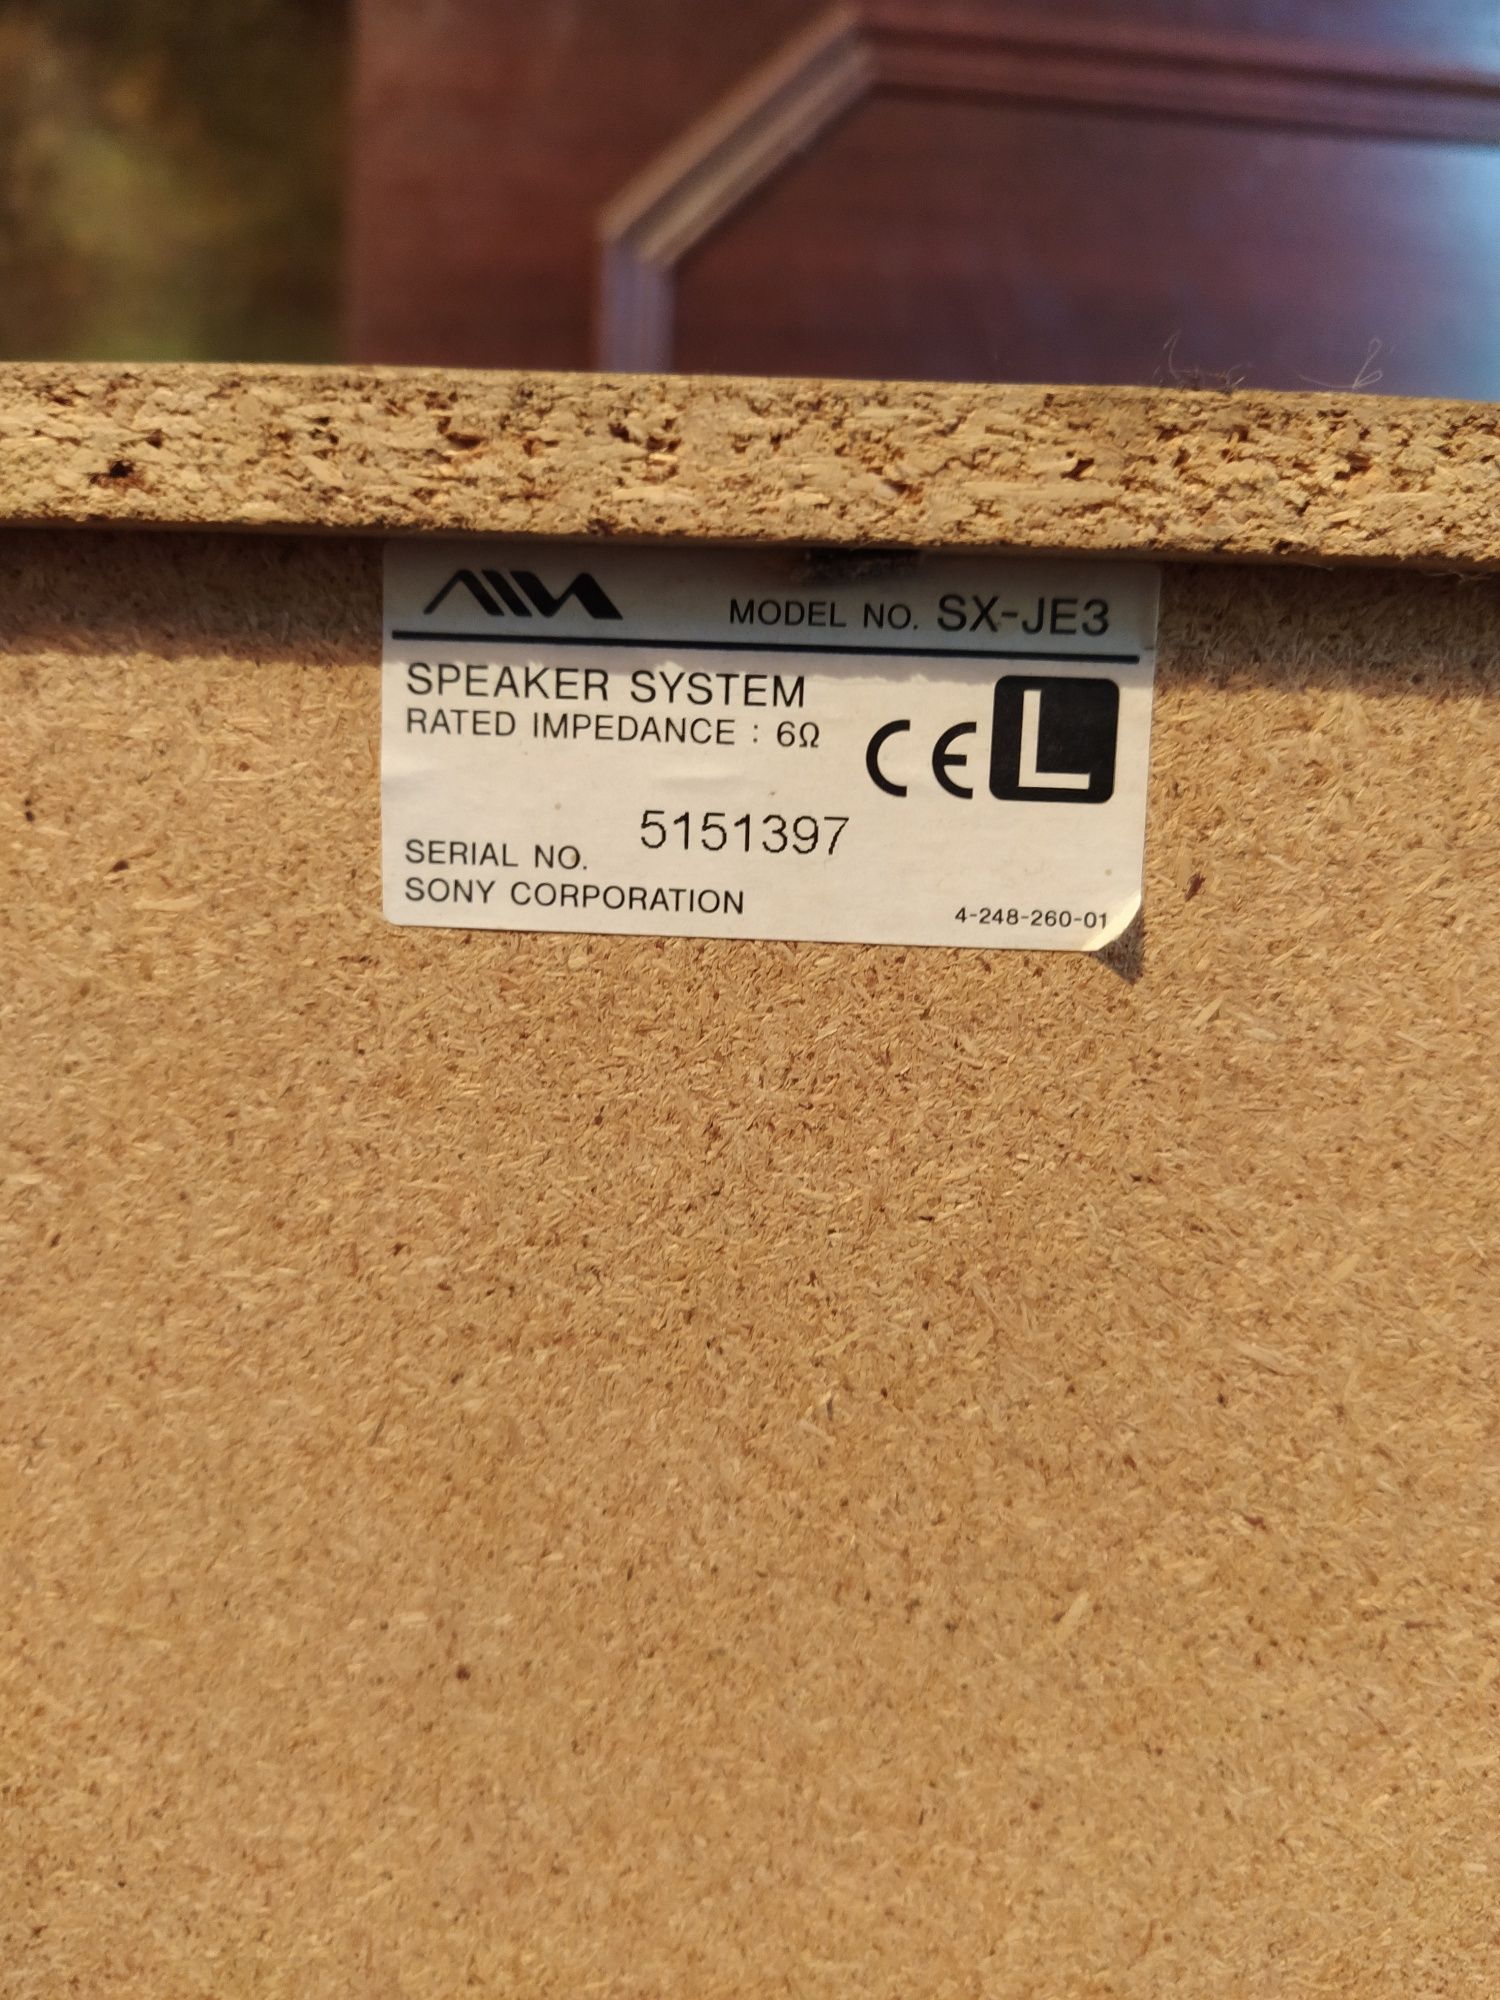 AIWA
MODEL NO. SX-JE3
SPEAKER SYSTEM
RATED IMPEDANCE : 6Ω
CE L
5151397
SERIAL NO.
SONY CORPORATION
4-248-260-01